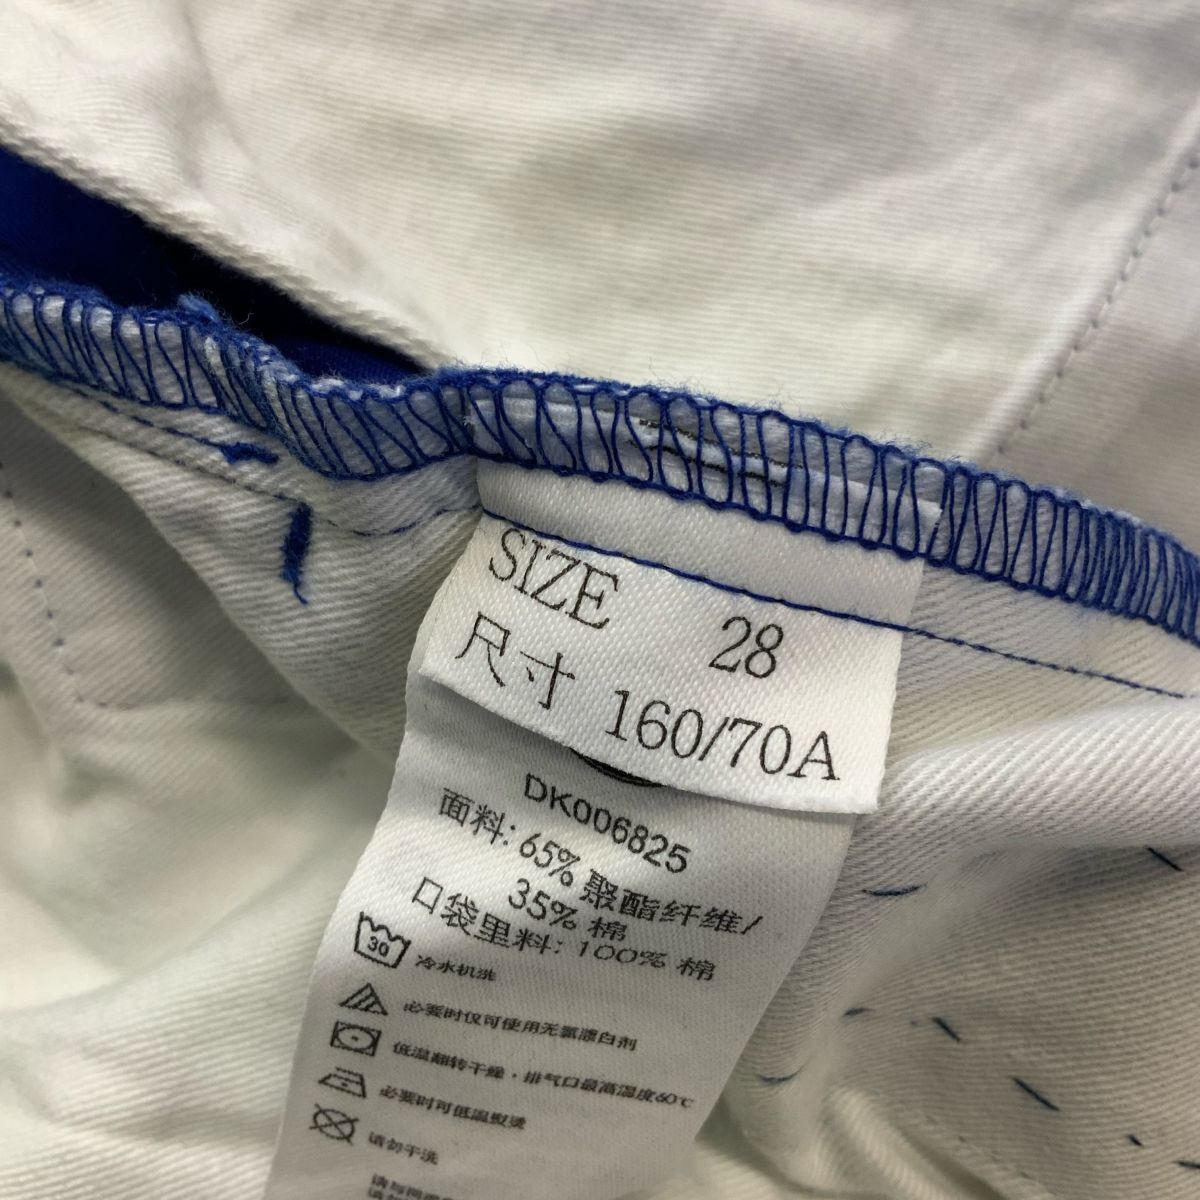 SIZE 28
尺寸 160/70A
DK006825
面料: 65% 聚酯纤维/
35% 棉
口袋里料: 100% 棉
30 冷水机洗
必要时仅可使用无氯漂白剂
低温翻转干燥，排气口最高温度60℃
必要时可低温熨烫
请勿干洗